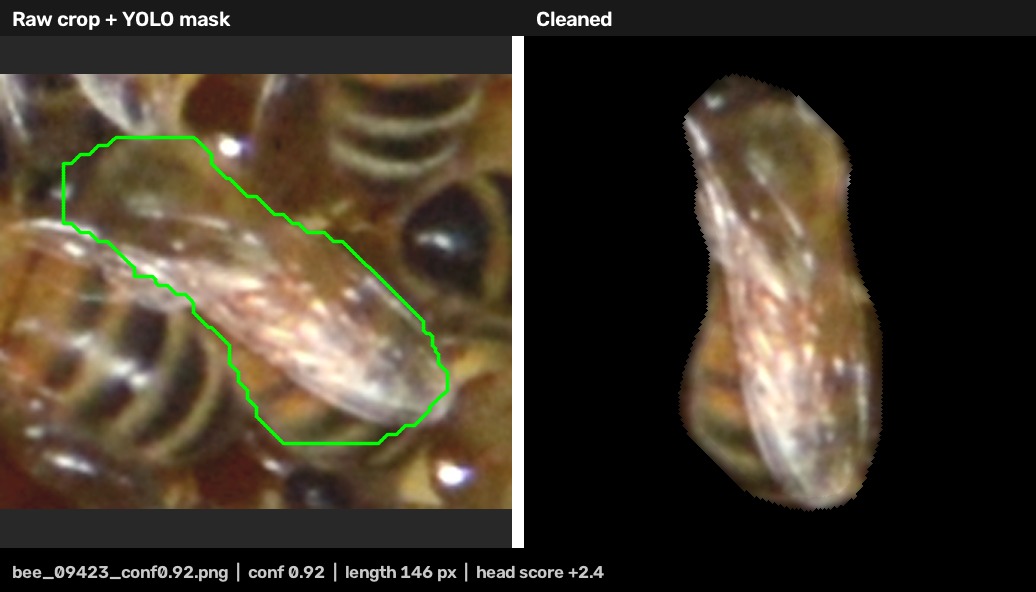 Raw crop + YOLO mask
Cleaned
bee_09423_conf0.92.png | conf 0.92 | length 146 px | head score +2.4